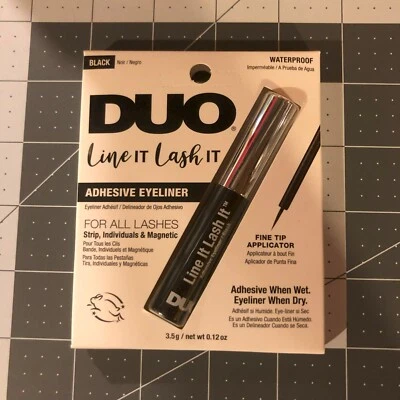 BLACK Noir / Negro
WATERPROOF
Imperméable / A Prueba de Agua
DUO®
Line IT Lash IT
ADHESIVE EYELINER
Eyeliner Adhésif / Delineador de Ojos Adhesivo
FOR ALL LASHES
Strip, Individuals & Magnetic
Pour Tous les Cils
Bande, Individuels et Magnétique
Para Todas las Pestañas
Tira, Individuales y Magnéticas
Line It Lash It™
DUO
FINE TIP
APPLICATOR
Applicateur à bout Fin
Aplicador de Punta Fina
Adhesive When Wet.
Eyeliner When Dry.
Adhésif si Humide. Eye-liner si Sec
Es un Adhesivo Cuando Está Húmedo.
Es un Delineador Cuando se Seca.
3.5g / net wt 0.12oz